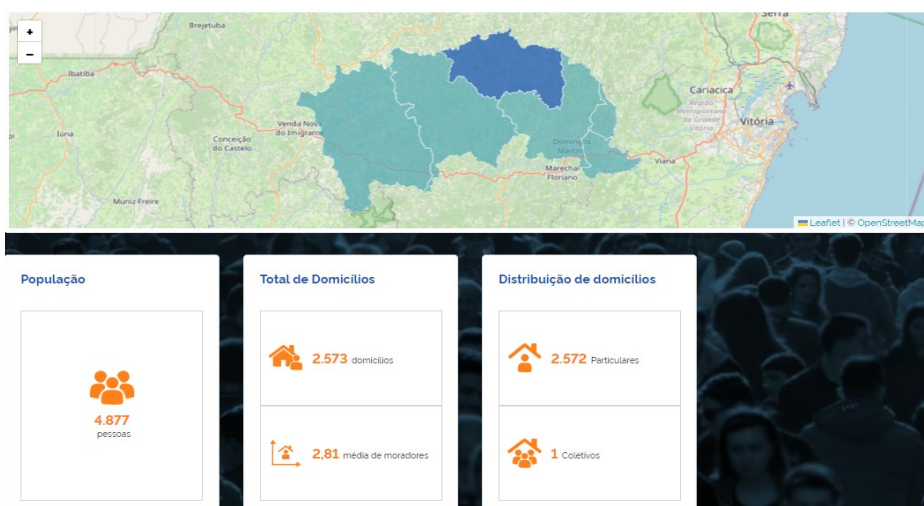 +
−
Brejetuba
Serra
Ibatiba
Cariacica
Região
Metropolitana
da Grande
Vitória
Vitória
Iúna
Venda Nova
do Imigrante
Conceição
do Castelo
Domingos
Martins
Viana
Marechal
Floriano
Muniz Freire
Leaflet | © OpenStreetMap
População
4.877
pessoas
Total de Domicílios
2.573 domicílios
2,81 média de moradores
Distribuição de domicílios
2.572 Particulares
1 Coletivos